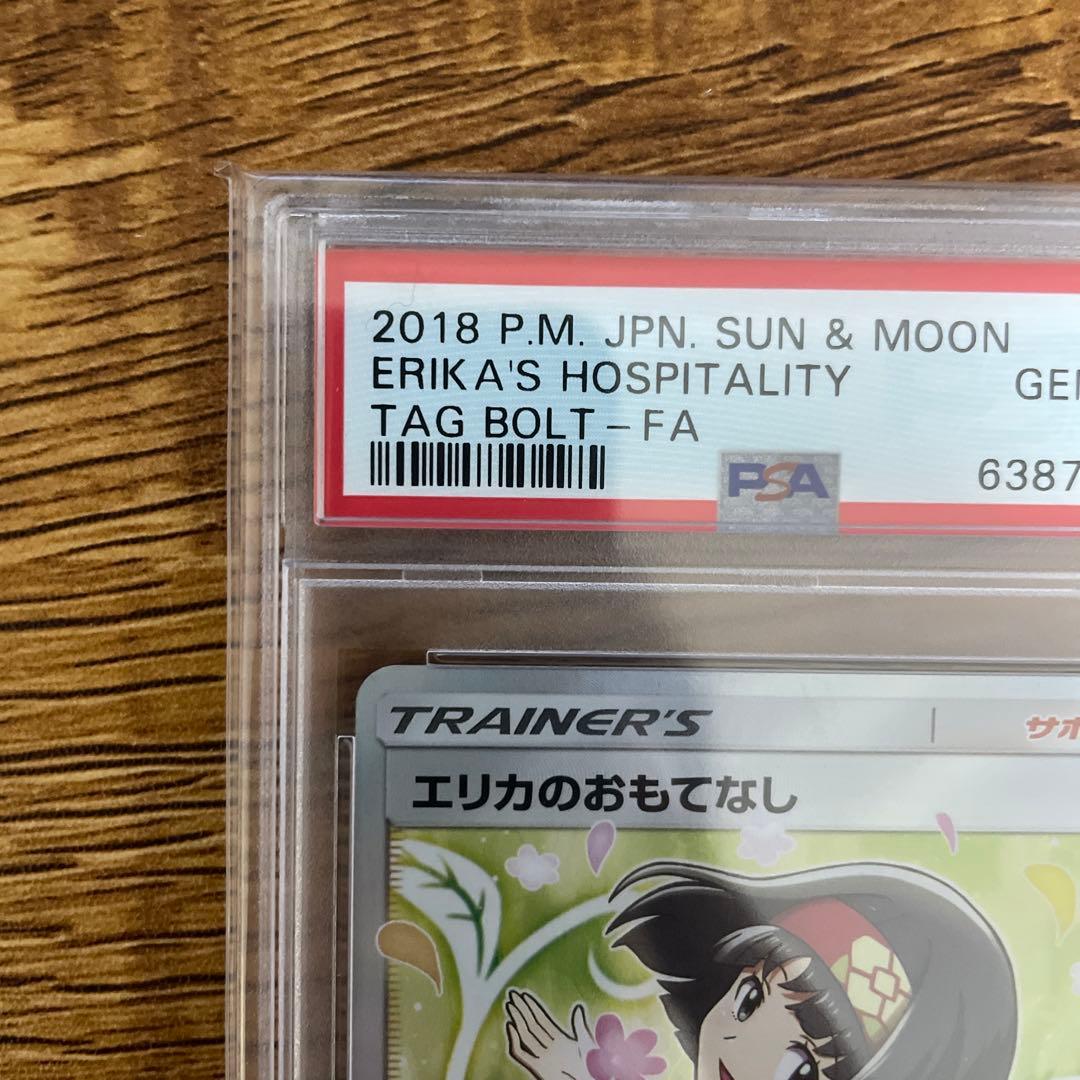 2018 P.M. JPN. SUN & MOON
ERIKA'S HOSPITALITY
TAG BOLT – FA
PSA
6387
TRAINER'S
エリカのおもてなし